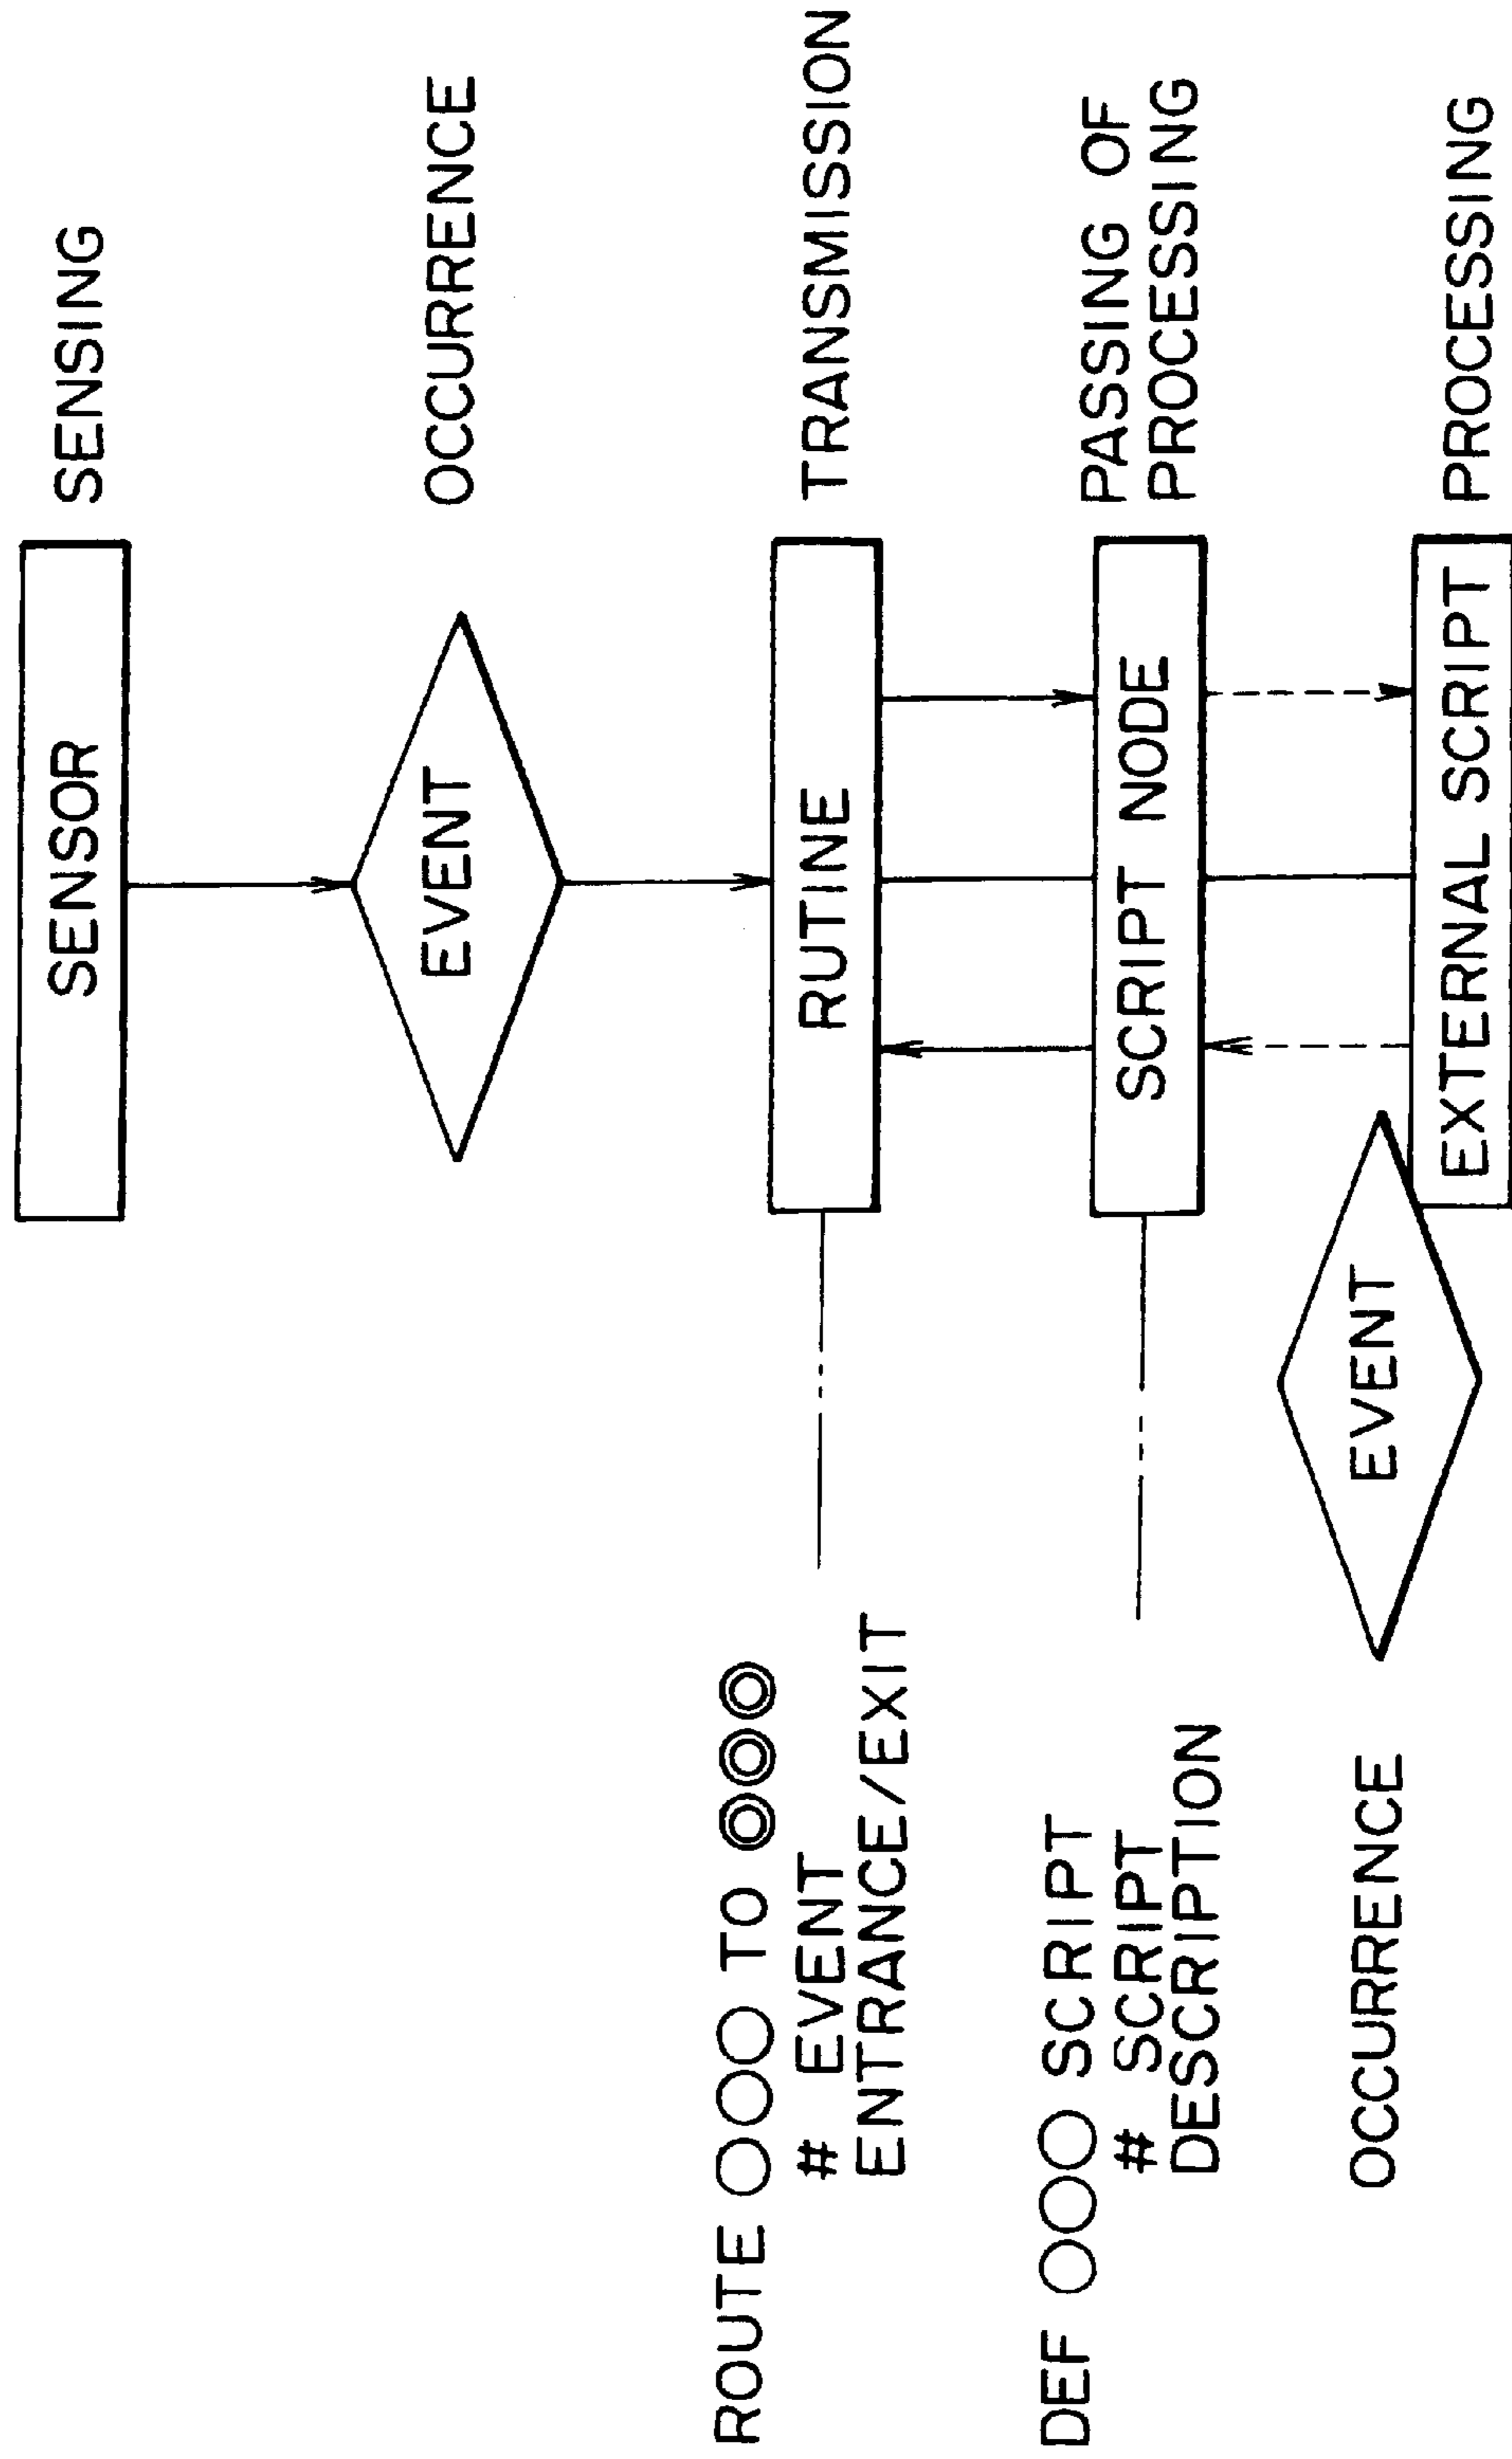 SENSOR
SENSING
EVENT
OCCURRENCE
ROUTE ○○○ TO ◎◎◎
# EVENT
ENTRANCE/EXIT
RUTINE
TRANSMISSION
DEF ○○○ SCRIPT
# SCRIPT
DESCRIPTION
SCRIPT NODE
PASSING OF
PROCESSING
OCCURRENCE
EVENT
EXTERNAL SCRIPT
PROCESSING